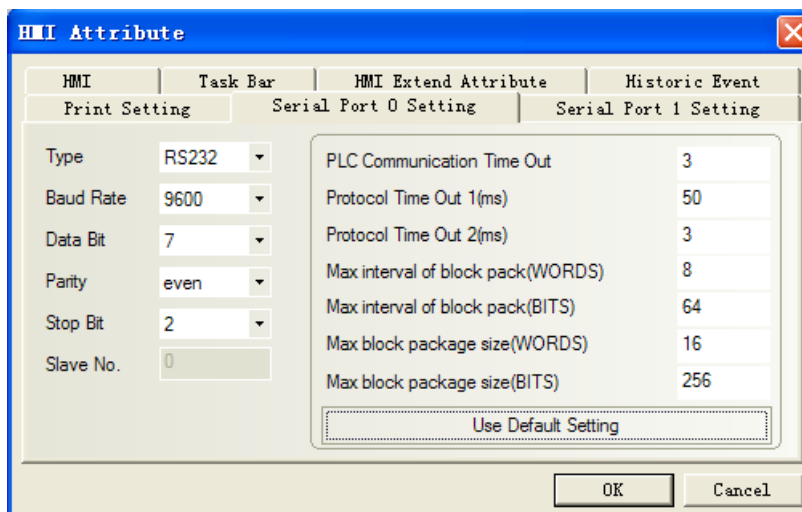 HMI Attribute
HMI
Task Bar
HMI Extend Attribute
Historic Event
Print Setting
Serial Port 0 Setting
Serial Port 1 Setting
Type RS232
Baud Rate 9600
Data Bit 7
Parity even
Stop Bit 2
Slave No. 0
PLC Communication Time Out 3
Protocol Time Out 1(ms) 50
Protocol Time Out 2(ms) 3
Max interval of block pack(WORDS) 8
Max interval of block pack(BITS) 64
Max block package size(WORDS) 16
Max block package size(BITS) 256
Use Default Setting
OK
Cancel